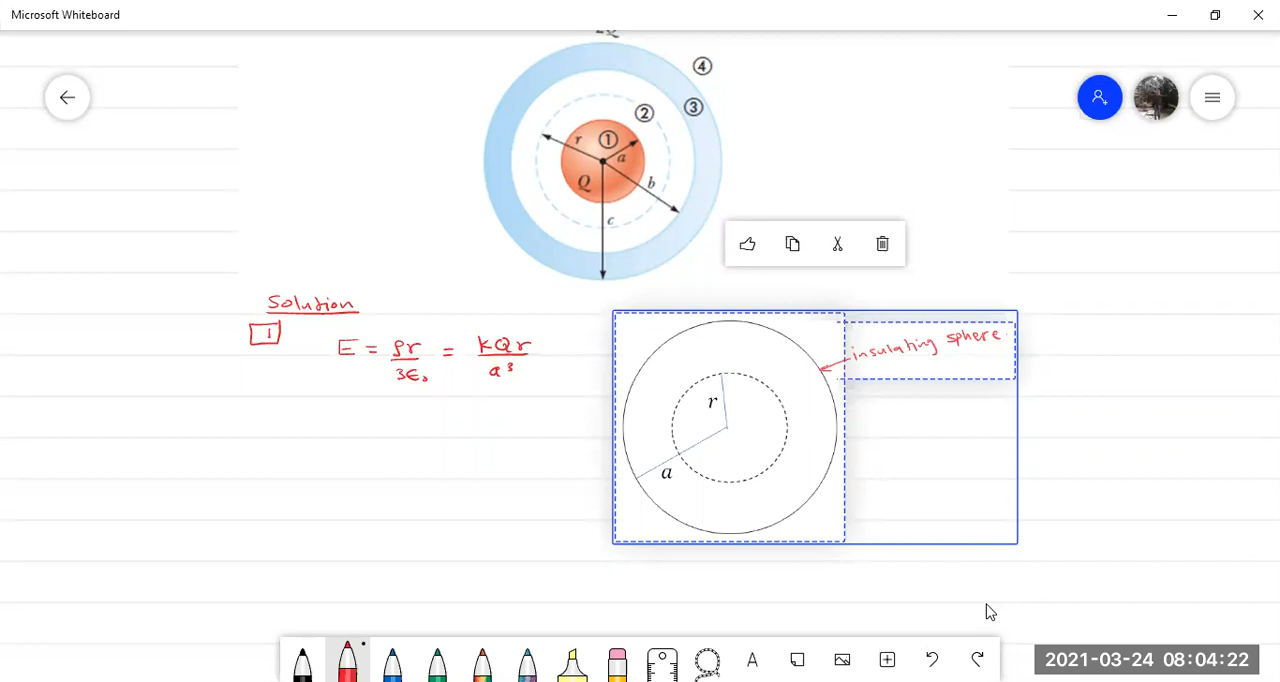 Microsoft Whiteboard
④
③
②
①
r
a
Q
b
c
Solution
1
E = ρr / 3ε₀ = kQr / a³
insulating sphere
r
a
A
2021-03-24 08:04:22